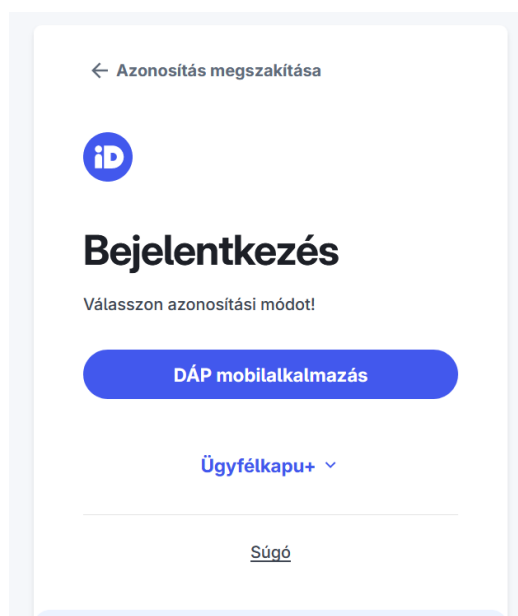 Azonosítás megszakítása
iD
Bejelentkezés
Válasszon azonosítási módot!
DÁP mobilalkalmazás
Ügyfélkapu+
Súgó